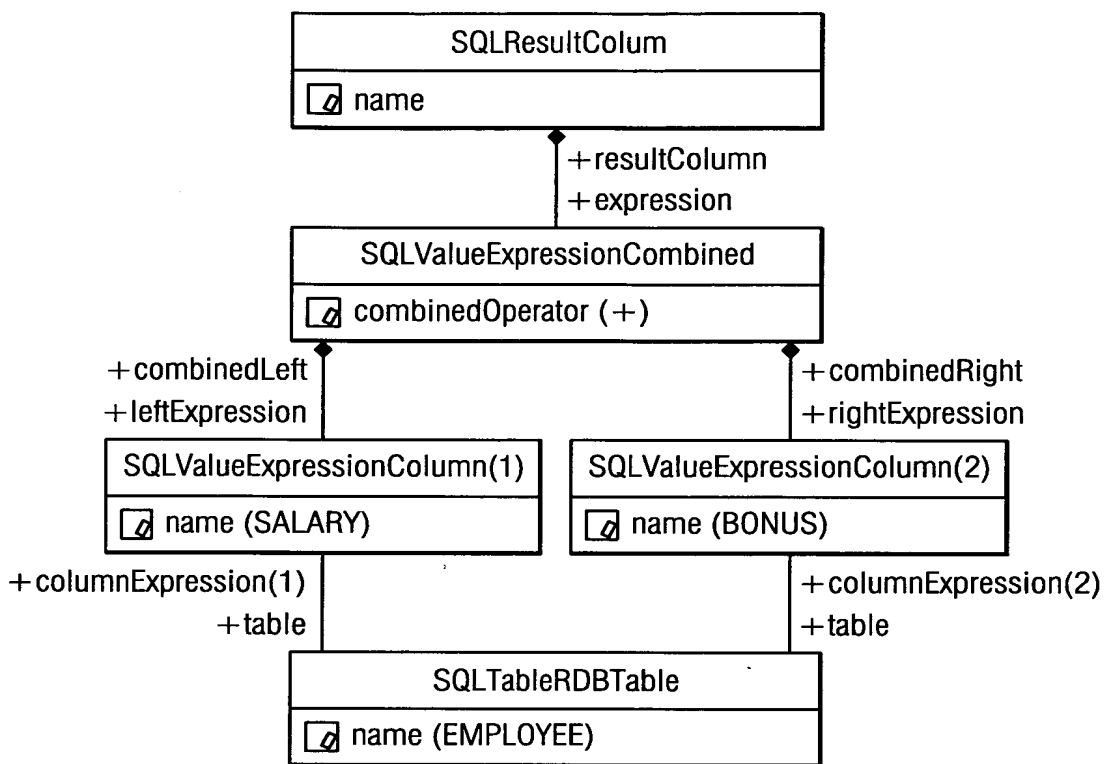 SQLResultColum
name
+resultColumn
+expression
SQLValueExpressionCombined
combinedOperator (+)
+combinedLeft
+leftExpression
+combinedRight
+rightExpression
SQLValueExpressionColumn(1)
name (SALARY)
SQLValueExpressionColumn(2)
name (BONUS)
+columnExpression(1)
+table
+columnExpression(2)
+table
SQLTableRDBTable
name (EMPLOYEE)